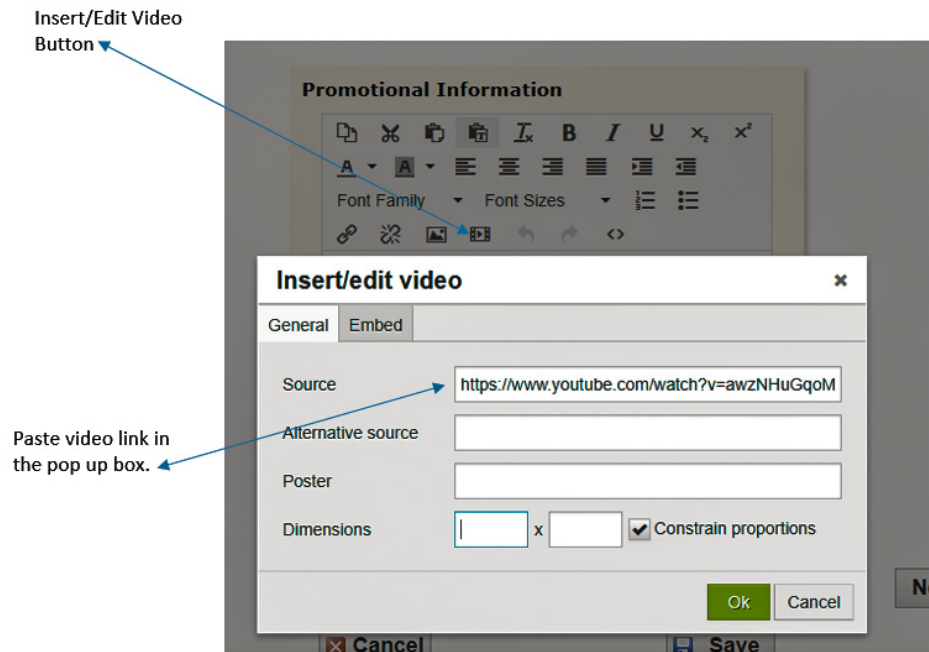 Insert/Edit Video
Button
Promotional Information
B I U x₂ x²
A A
Font Family Font Sizes
Insert/edit video
General Embed
Source https://www.youtube.com/watch?v=awzNHuGqoM
Alternative source
Paste video link in
the pop up box.
Poster
Dimensions x Constrain proportions
Ok Cancel
Cancel Save